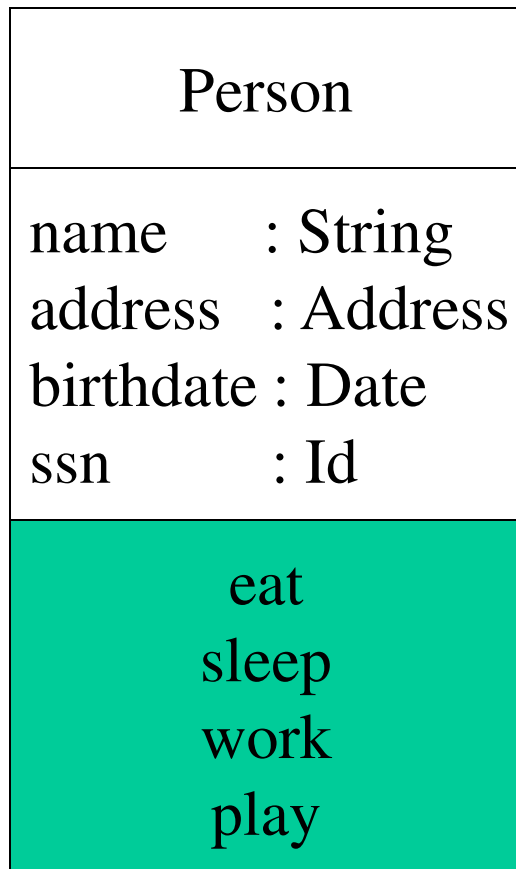 Person
name : String
address : Address
birthdate : Date
ssn : Id
eat
sleep
work
play